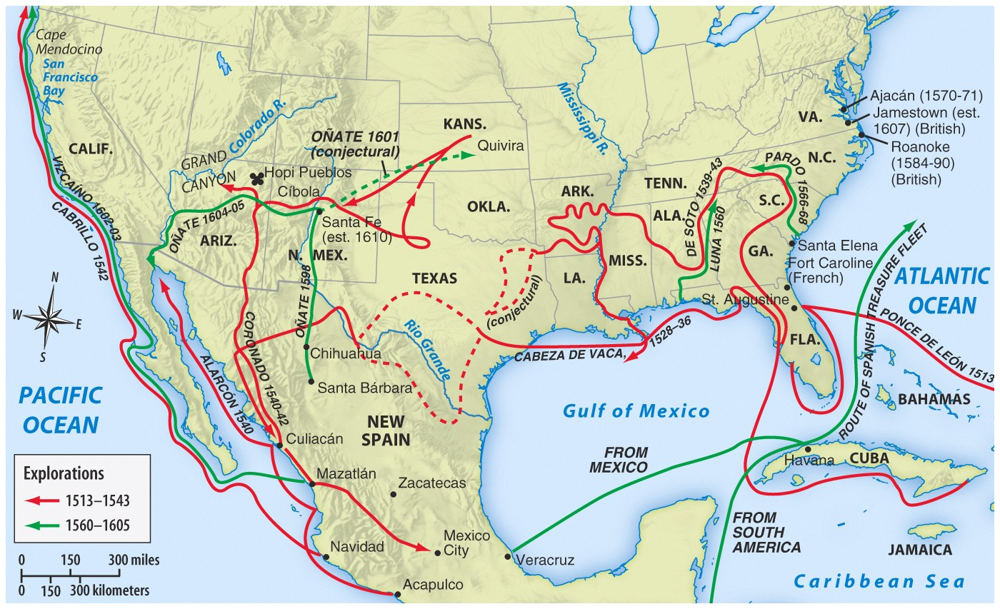 Cape
Mendocino
San
Francisco
Bay
CALIF.
VIZCAÍNO 1602-03
CABRILLO 1542
Colorado R.
GRAND
CANYON
Hopi Pueblos
Cíbola
OÑATE 1601
(conjectural)
KANS.
Quivira
Mississippi R.
VA.
Ajacán (1570-71)
Jamestown (est.
1607) (British)
Roanoke
(1584-90)
(British)
N.C.
PARDO 1566-68
S.C.
TENN.
ARK.
OKLA.
ALA.
DE SOTO 1539-43
LUNA 1560
GA.
MISS.
LA.
Santa Elena
Fort Caroline
(French)
St. Augustine
FLA.
OÑATE 1604-05
ARIZ.
Santa Fe
(est. 1610)
N. MEX.
OÑATE 1598
TEXAS
(conjectural)
CABEZA DE VACA,
1528–36
Rio Grande
CORONADO 1540-42
ALARCÓN 1540
Chihuahua
Santa Bárbara
NEW
SPAIN
Culiacán
Mazatlán
Zacatecas
Mexico
City
Navidad
Acapulco
Veracruz
Gulf of Mexico
FROM
MEXICO
FROM
SOUTH
AMERICA
ROUTE OF SPANISH TREASURE FLEET
ATLANTIC
OCEAN
PONCE DE LEÓN 1513
BAHAMAS
Havana
CUBA
JAMAICA
Caribbean Sea
N
W
E
S
PACIFIC
OCEAN
Explorations
1513–1543
1560–1605
0 150 300 miles
0 150 300 kilometers